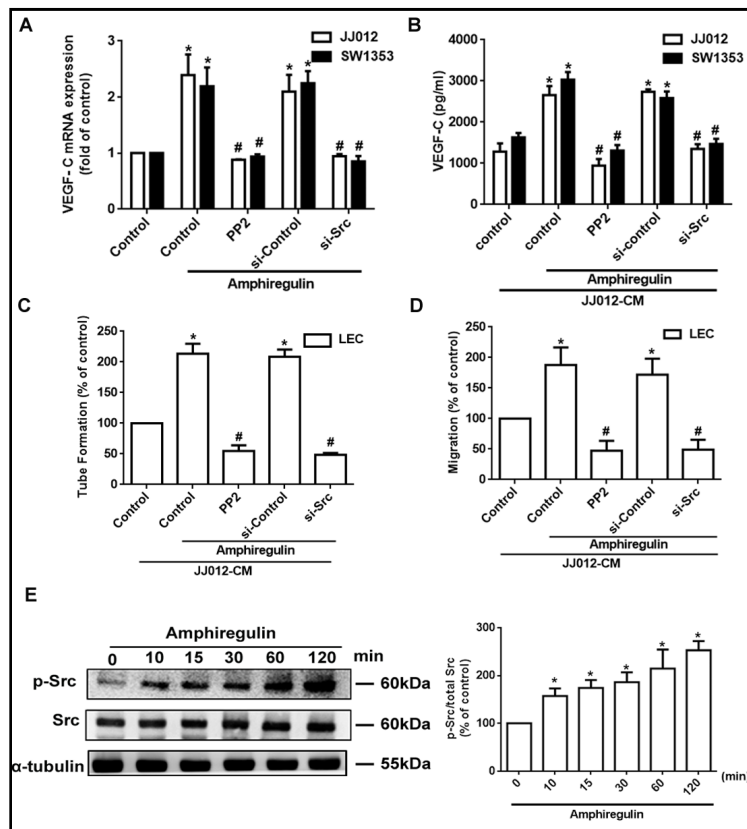 A
VEGF- C mRNA expression
(fold of control)
3
2
1
0
JJ012
SW1353
* * * *
# # # #
Control
Control
PP2
si-Control
si-Src
Amphiregulin
B
VEGF-C (pg/ml)
4000
3000
2000
1000
0
JJ012
SW1353
* * * *
# # # #
control
control
PP2
si-control
si-Src
Amphiregulin
JJ012-CM
C
Tube Formation (% of control)
250
200
150
100
50
0
LEC
* *
# #
Control
Control
PP2
si-Control
si-Src
Amphiregulin
JJ012-CM
D
Migration (% of control)
250
200
150
100
50
0
LEC
* *
# #
Control
Control
PP2
si-Control
si-Src
Amphiregulin
JJ012-CM
E
Amphiregulin
0 10 15 30 60 120 min
p-Src 60kDa
Src 60kDa
α-tubulin 55kDa
p-Src/total Src
(% of control)
300
200
100
0
* * * * *
0 10 15 30 60 120 (min)
Amphiregulin